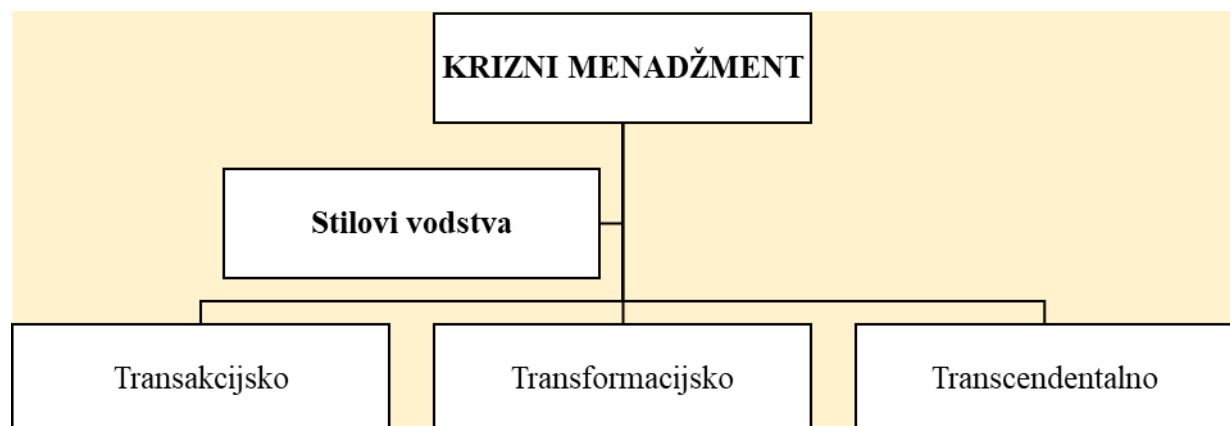 KRIZNI MENADŽMENT
Stilovi vodstva
Transakcijsko
Transformacijsko
Transcendentalno